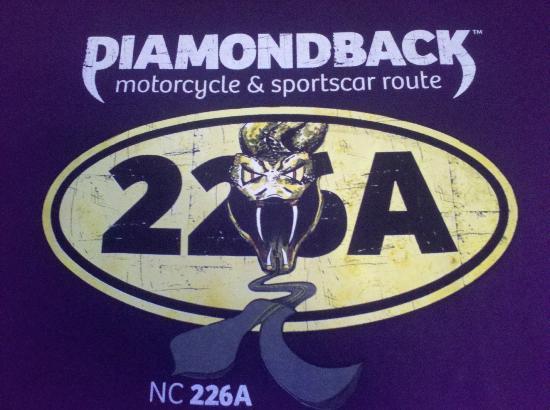 DIAMONDBACK™
motorcycle & sportscar route
226A
NC 226A